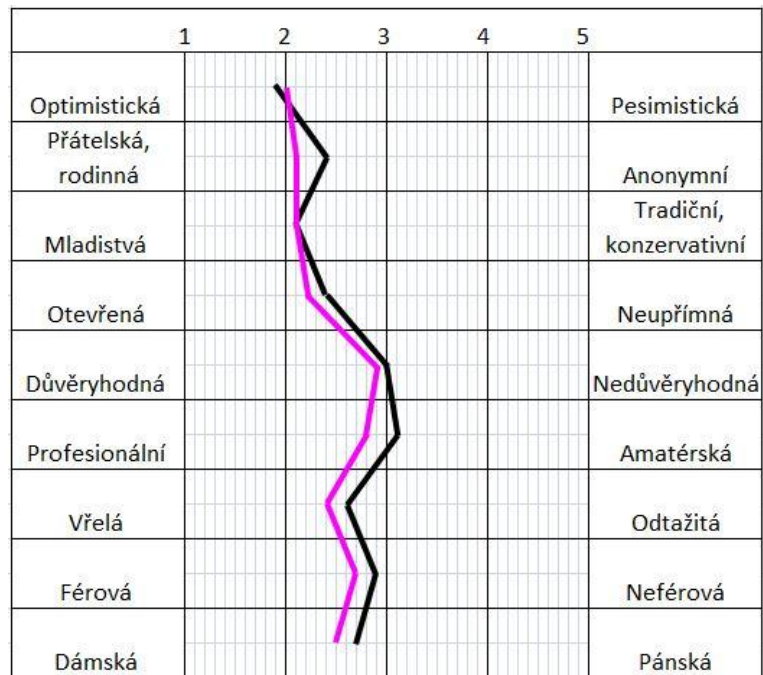 1 2 3 4 5
Optimistická Pesimistická
Přátelská,
rodinná Anonymní
Tradiční,
Mladistvá konzervativní
Otevřená Neupřímná
Důvěryhodná Nedůvěryhodná
Profesionální Amatérská
Vřelá Odtažitá
Férová Neférová
Dámská Pánská